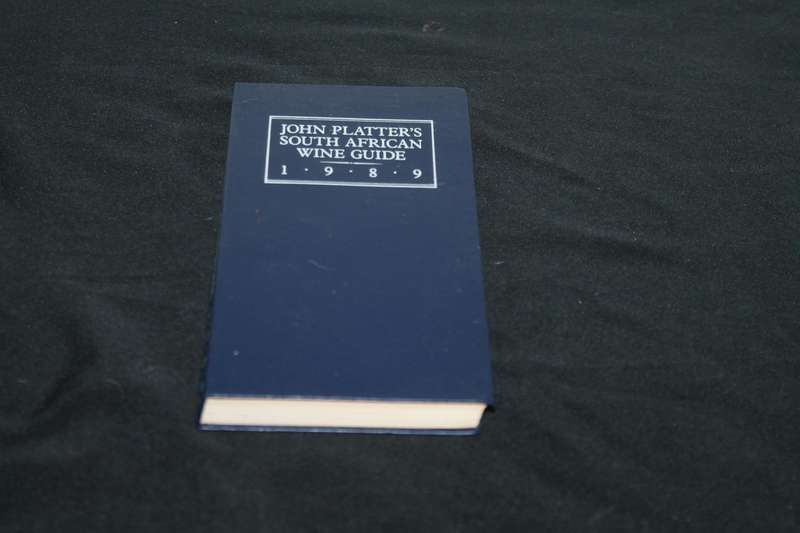 JOHN PLATTER'S
SOUTH AFRICAN
WINE GUIDE
1 · 9 · 8 · 9